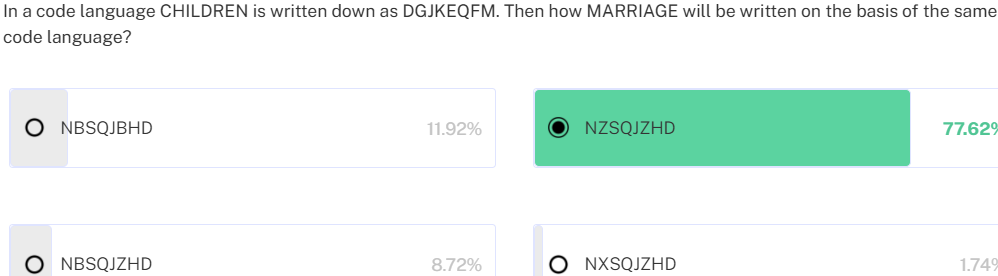 In a code language CHILDREN is written down as DGJKEQFM. Then how MARRIAGE will be written on the basis of the same
code language?
NBSQJBHD 11.92% NZSQJZHD 77.62%
NBSQJZHD 8.72% NXSQJZHD 1.74%